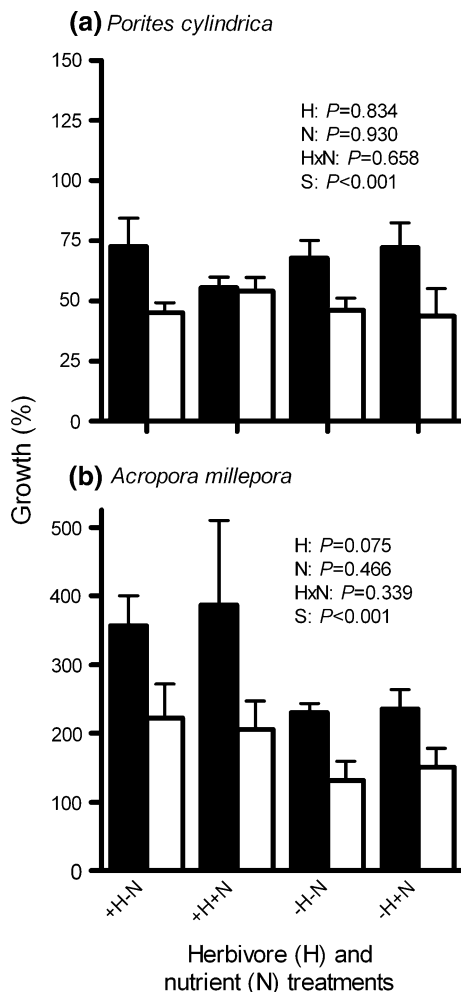 (a) Porites cylindrica
150
125
100
75
50
25
0
H: P=0.834
N: P=0.930
HxN: P=0.658
S: P<0.001
Growth (%)
(b) Acropora millepora
500
400
300
200
100
0
H: P=0.075
N: P=0.466
HxN: P=0.339
S: P<0.001
+H-N
+H+N
-H-N
-H+N
Herbivore (H) and
nutrient (N) treatments